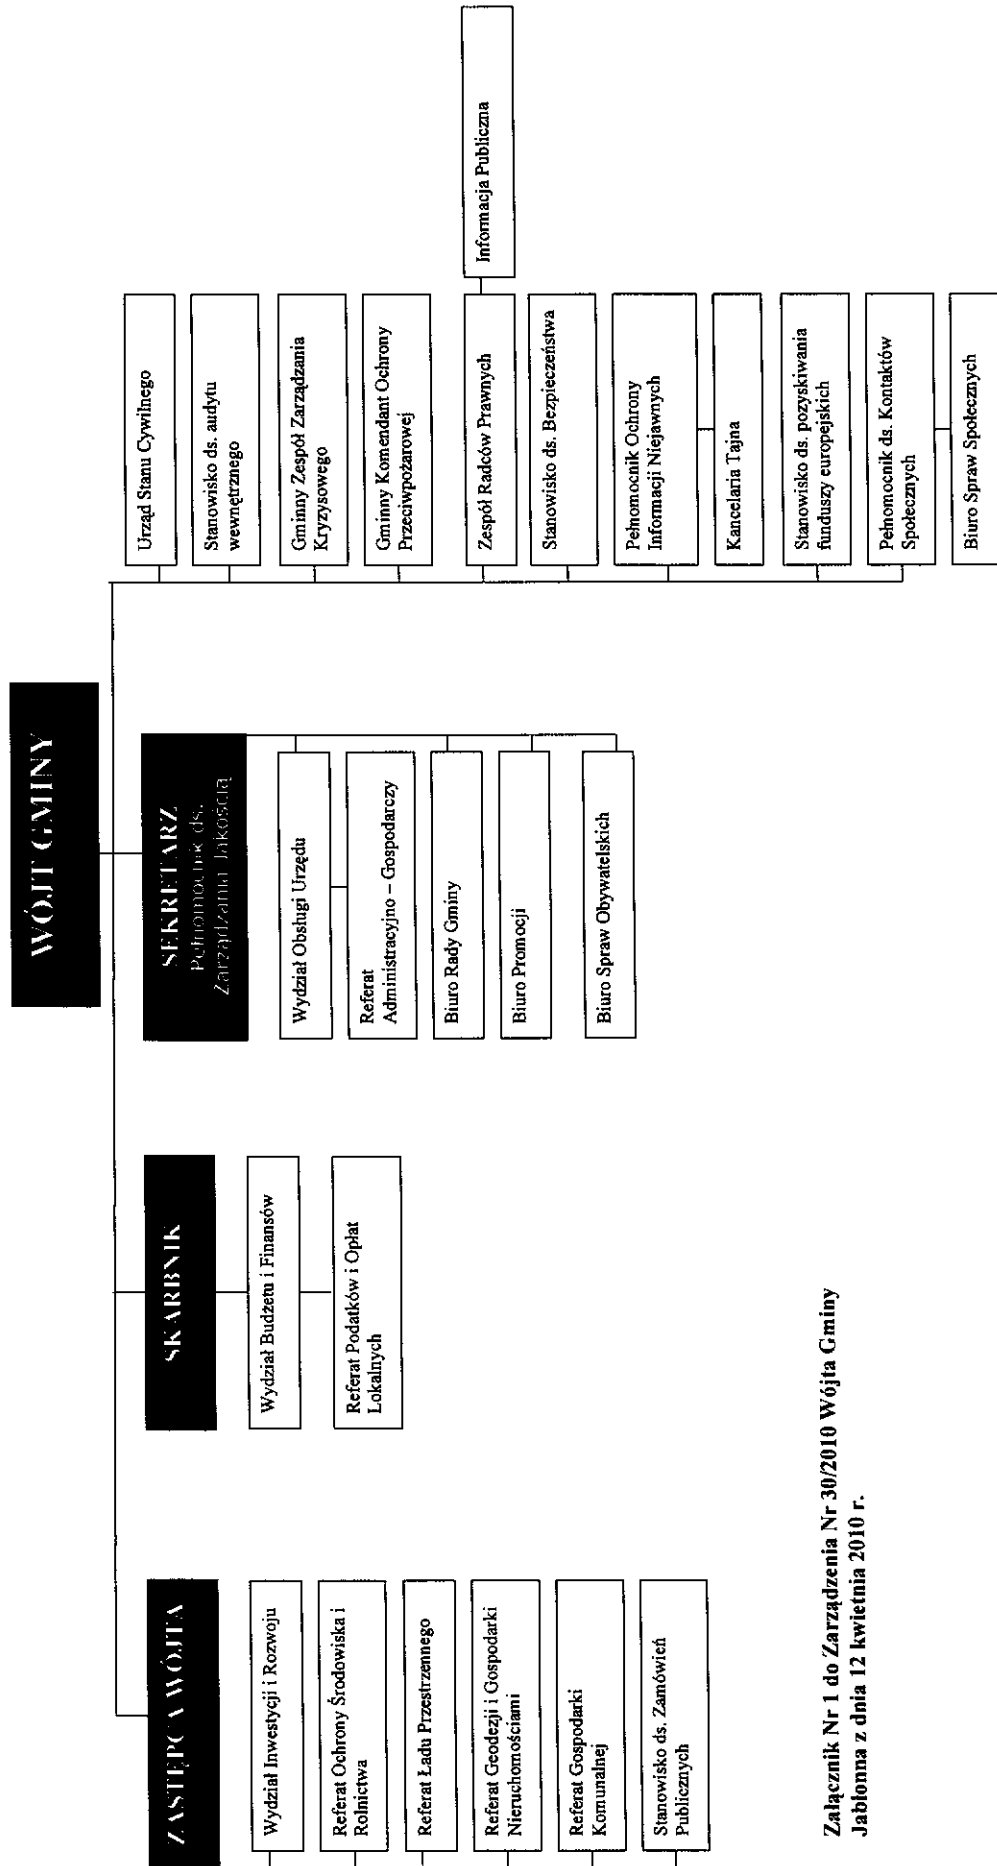 WÓJT GMINY
ZASTĘPCA WÓJTA
Wydział Inwestycji i Rozwoju
Referat Ochrony Środowiska i
Rolnictwa
Referat Ładu Przestrzennego
Referat Geodezji i Gospodarki
Nieruchomościami
Referat Gospodarki
Komunalnej
Stanowisko ds. Zamówień
Publicznych
SKARBNIK
Wydział Budżetu i Finansów
Referat Podatków i Opłat
Lokalnych
SEKRETARZ
Pełnomocnik ds.
Zarządzania Jakością
Wydział Obsługi Urzędu
Referat
Administracyjno – Gospodarczy
Biuro Rady Gminy
Biuro Promocji
Biuro Spraw Obywatelskich
Urząd Stanu Cywilnego
Stanowisko ds. audytu
wewnętrznego
Gminny Zespół Zarządzania
Kryzysowego
Gminny Komendant Ochrony
Przeciwpożarowej
Zespół Radców Prawnych
Informacja Publiczna
Stanowisko ds. Bezpieczeństwa
Pełnomocnik Ochrony
Informacji Niejawnych
Kancelaria Tajna
Stanowisko ds. pozyskiwania
funduszy europejskich
Pełnomocnik ds. Kontaktów
Społecznych
Biuro Spraw Społecznych
Załącznik Nr 1 do Zarządzenia Nr 30/2010 Wójta Gminy
Jabłonna z dnia 12 kwietnia 2010 r.